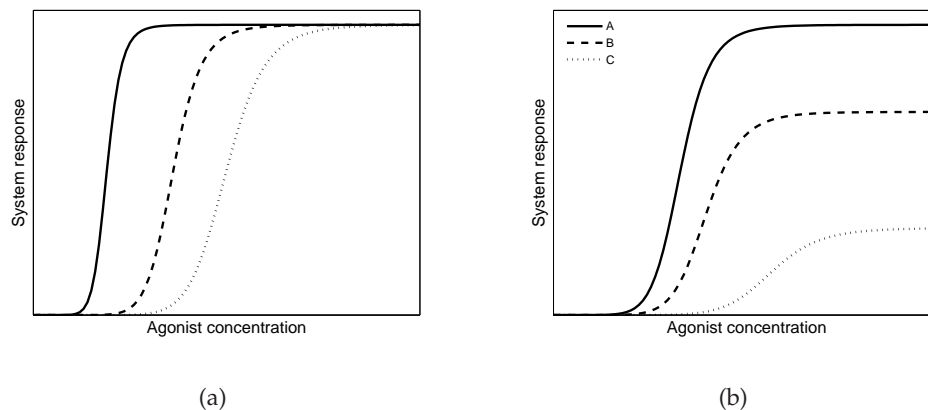 System response
Agonist concentration
(a)
A
B
C
System response
Agonist concentration
(b)